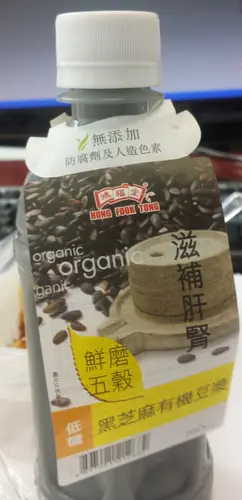 無添加
防腐劑及人造色素
鴻福堂
HUNG FOOK TONG
organic
organic
ganic
滋補肝腎
鮮磨
五穀
低糖
黑芝麻有機豆漿